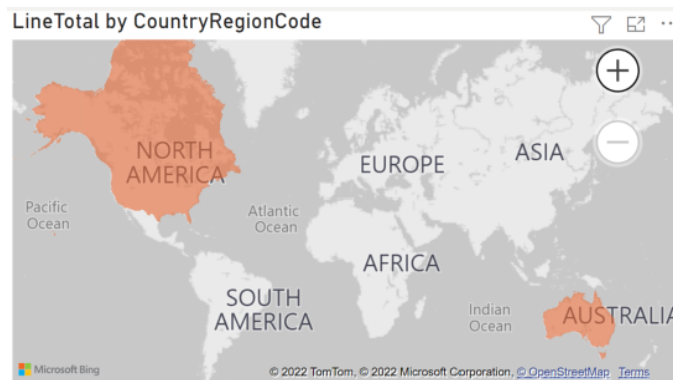 LineTotal by CountryRegionCode
NORTH
AMERICA
EUROPE
ASIA
Pacific
Ocean
Atlantic
Ocean
AFRICA
SOUTH
AMERICA
Indian
Ocean
AUSTRALIA
Microsoft Bing
© 2022 TomTom, © 2022 Microsoft Corporation, © OpenStreetMap Terms